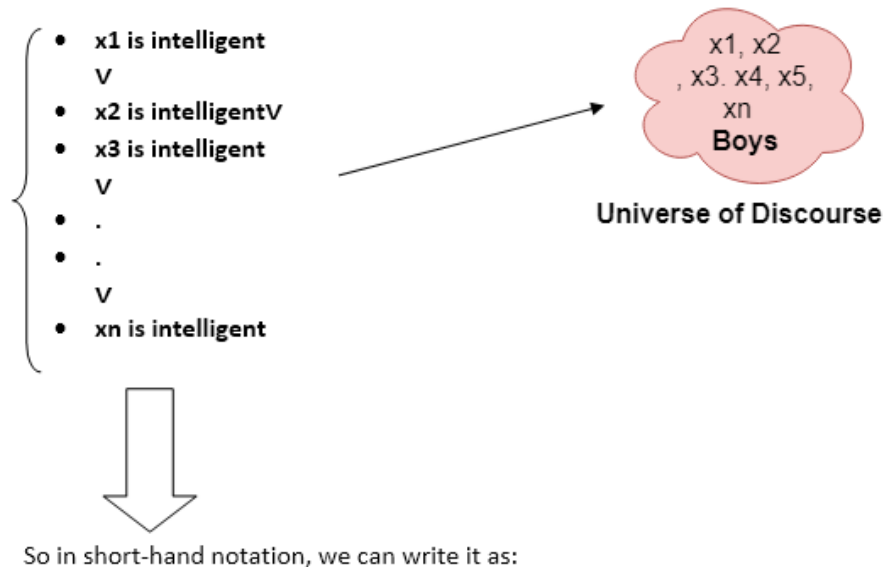 • x1 is intelligent
V
• x2 is intelligentV
• x3 is intelligent
V
• .
• .
V
• xn is intelligent
x1, x2
, x3. x4, x5,
xn
Boys
Universe of Discourse
So in short-hand notation, we can write it as: